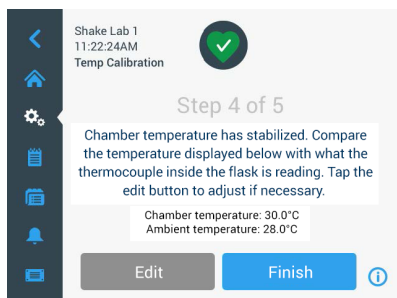 Shake Lab 1
11:22:24AM
Temp Calibration
Step 4 of 5
Chamber temperature has stabilized. Compare
the temperature displayed below with what the
thermocouple inside the flask is reading. Tap the
edit button to adjust if necessary.
Chamber temperature: 30.0°C
Ambient temperature: 28.0°C
Edit
Finish